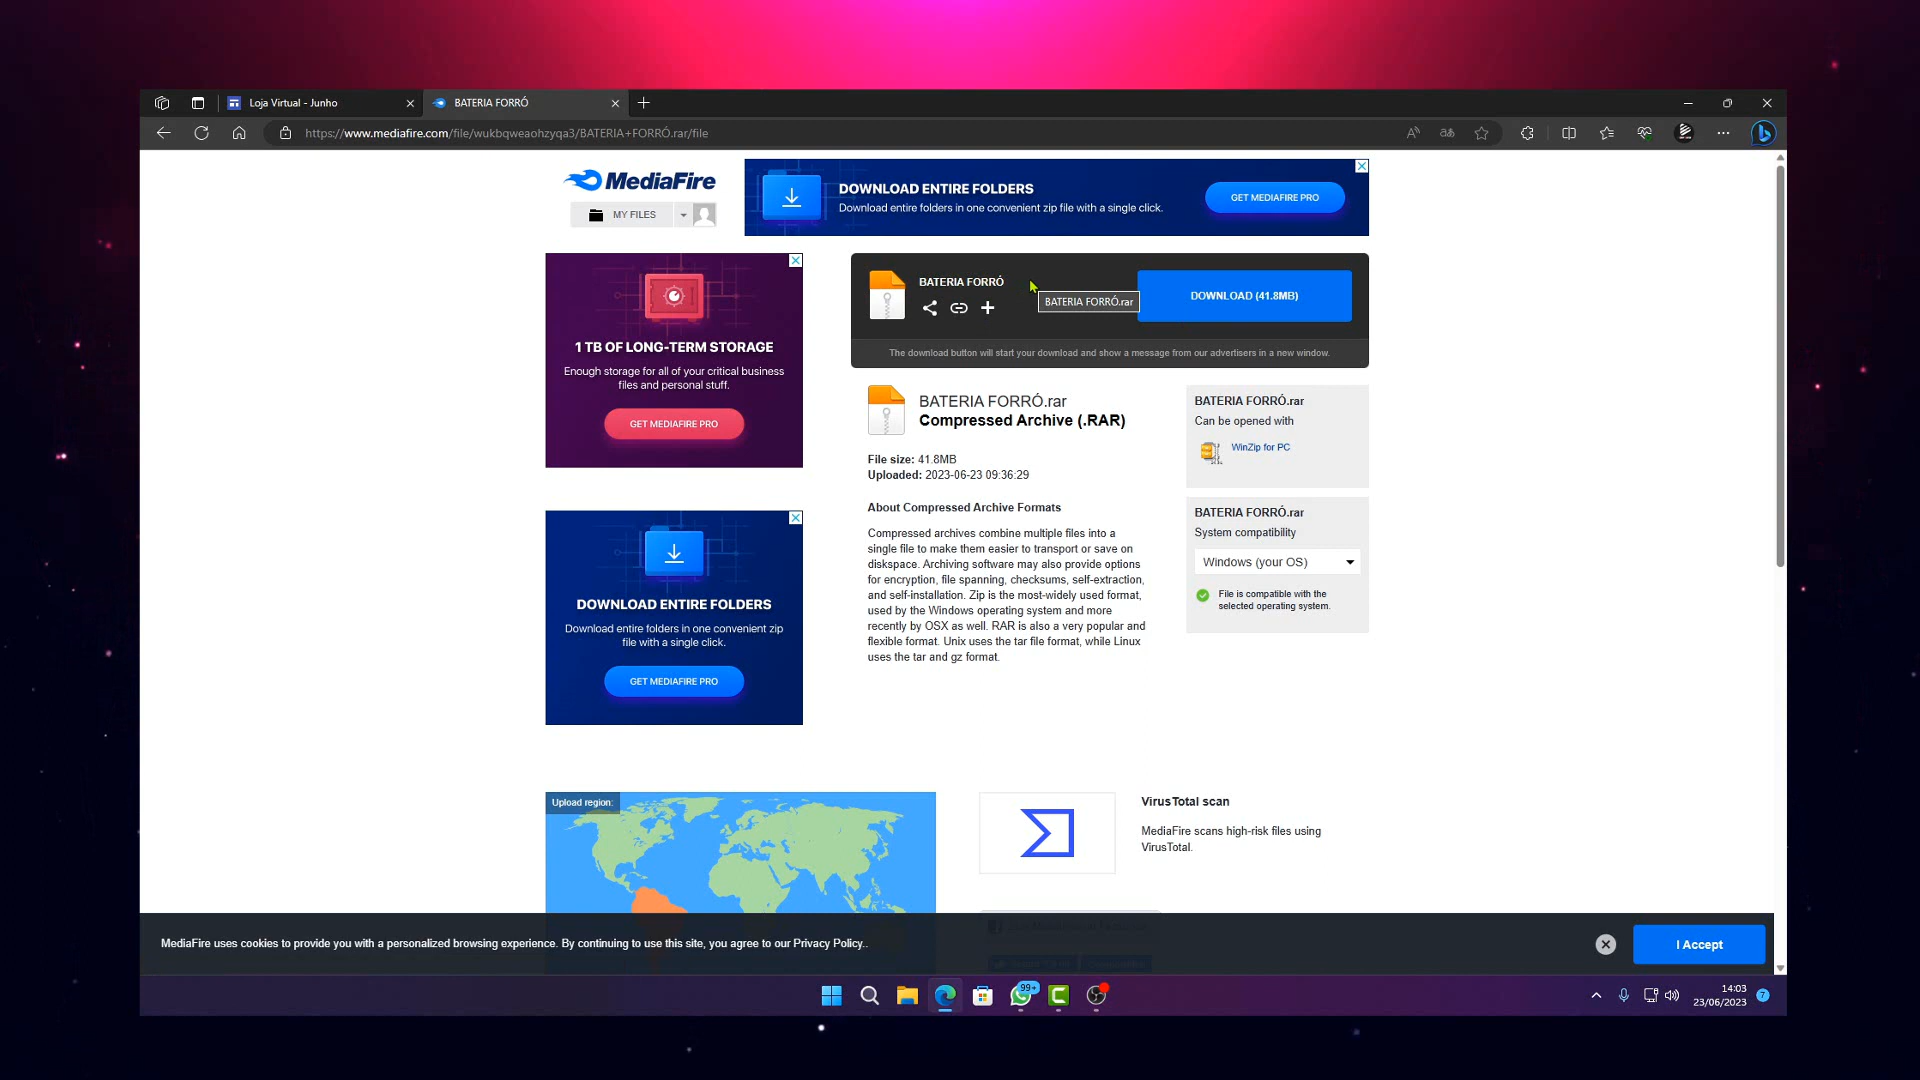 Loja Virtual - Junho
BATERIA FORRÓ
https://www.mediafire.com/file/wukbqweaohzyqa3/BATERIA+FORRÓ.rar/file
MediaFire
MY FILES
DOWNLOAD ENTIRE FOLDERS
Download entire folders in one convenient zip file with a single click.
GET MEDIAFIRE PRO
1 TB OF LONG-TERM STORAGE
Enough storage for all of your critical business
files and personal stuff.
GET MEDIAFIRE PRO
BATERIA FORRÓ
BATERIA FORRÓ.rar
DOWNLOAD (41.8MB)
The download button will start your download and show a message from our advertisers in a new window.
BATERIA FORRÓ.rar
Compressed Archive (.RAR)
File size: 41.8MB
Uploaded: 2023-06-23 09:36:29
About Compressed Archive Formats
Compressed archives combine multiple files into a
single file to make them easier to transport or save on
diskspace. Archiving software may also provide options
for encryption, file spanning, checksums, self-extraction,
and self-installation. Zip is the most-widely used format,
used by the Windows operating system and more
recently by OSX as well. RAR is also a very popular and
flexible format. Unix uses the tar file format, while Linux
uses the tar and gz format.
BATERIA FORRÓ.rar
Can be opened with
WinZip for PC
BATERIA FORRÓ.rar
System compatibility
Windows (your OS)
File is compatible with the
selected operating system.
DOWNLOAD ENTIRE FOLDERS
Download entire folders in one convenient zip
file with a single click.
GET MEDIAFIRE PRO
Upload region:
VirusTotal scan
MediaFire scans high-risk files using
VirusTotal.
MediaFire uses cookies to provide you with a personalized browsing experience. By continuing to use this site, you agree to our Privacy Policy..
I Accept
99+
14:03
23/06/2023
7